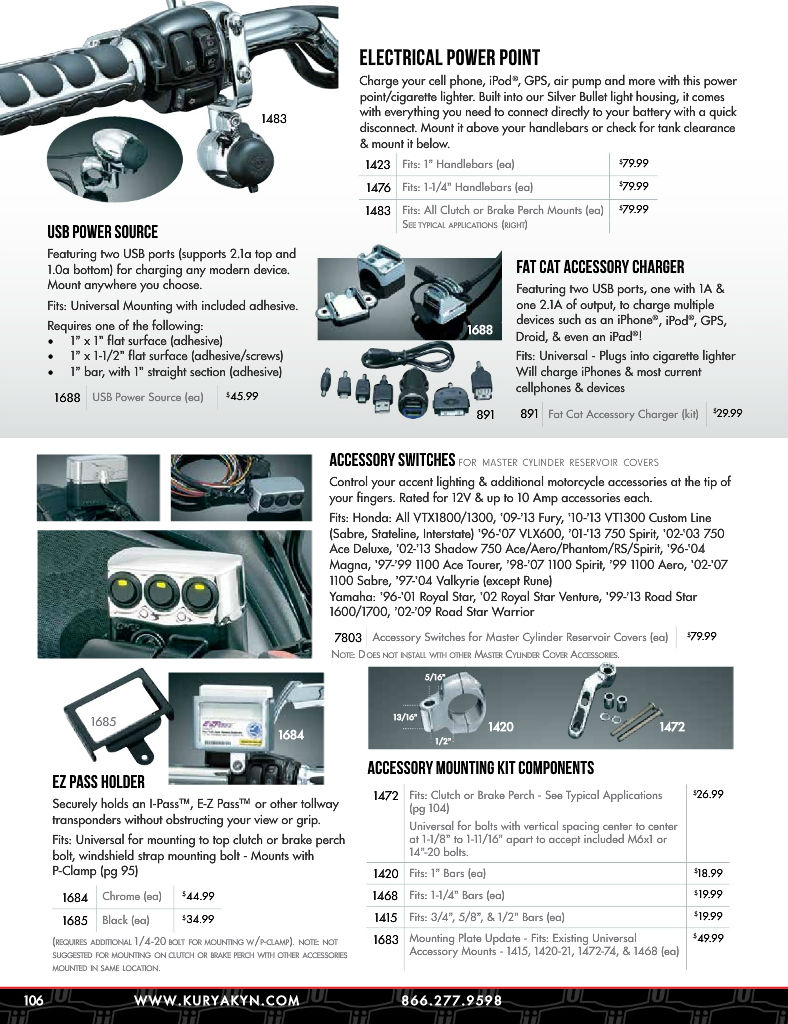 1483
ELECTRICAL POWER POINT
Charge your cell phone, iPod®, GPS, air pump and more with this power
point/cigarette lighter. Built into our Silver Bullet light housing, it comes
with everything you need to connect directly to your battery with a quick
disconnect. Mount it above your handlebars or check for tank clearance
& mount it below.
1423 Fits: 1" Handlebars (ea) $79.99
1476 Fits: 1-1/4" Handlebars (ea) $79.99
1483 Fits: All Clutch or Brake Perch Mounts (ea) $79.99
SEE TYPICAL APPLICATIONS (RIGHT)
USB POWER SOURCE
Featuring two USB ports (supports 2.1a top and
1.0a bottom) for charging any modern device.
Mount anywhere you choose.
Fits: Universal Mounting with included adhesive.
Requires one of the following:
• 1" x 1" flat surface (adhesive)
• 1" x 1-1/2" flat surface (adhesive/screws)
• 1" bar, with 1" straight section (adhesive)
1688 USB Power Source (ea) $45.99
1688
891
FAT CAT ACCESSORY CHARGER
Featuring two USB ports, one with 1A &
one 2.1A of output, to charge multiple
devices such as an iPhone®, iPod®, GPS,
Droid, & even an iPad®!
Fits: Universal - Plugs into cigarette lighter
Will charge iPhones & most current
cellphones & devices
891 Fat Cat Accessory Charger (kit) $29.99
ACCESSORY SWITCHES FOR MASTER CYLINDER RESERVOIR COVERS
Control your accent lighting & additional motorcycle accessories at the tip of
your fingers. Rated for 12V & up to 10 Amp accessories each.
Fits: Honda: All VTX1800/1300, '09-'13 Fury, '10-'13 VT1300 Custom Line
(Sabre, Stateline, Interstate) '96-'07 VLX600, '01-'13 750 Spirit, '02-'03 750
Ace Deluxe, '02-'13 Shadow 750 Ace/Aero/Phantom/RS/Spirit, '96-'04
Magna, '97-'99 1100 Ace Tourer, '98-'07 1100 Spirit, '99 1100 Aero, '02-'07
1100 Sabre, '97-'04 Valkyrie (except Rune)
Yamaha: '96-'01 Royal Star, '02 Royal Star Venture, '99-'13 Road Star
1600/1700, '02-'09 Road Star Warrior
7803 Accessory Switches for Master Cylinder Reservoir Covers (ea) $79.99
NOTE: DOES NOT INSTALL WITH OTHER MASTER CYLINDER COVER ACCESSORIES.
1685
E-ZPass
1684
EZ PASS HOLDER
Securely holds an I-Pass™, E-Z Pass™ or other tollway
transponders without obstructing your view or grip.
Fits: Universal for mounting to top clutch or brake perch
bolt, windshield strap mounting bolt - Mounts with
P-Clamp (pg 95)
1684 Chrome (ea) $44.99
1685 Black (ea) $34.99
(REQUIRES ADDITIONAL 1/4-20 BOLT FOR MOUNTING W/P-CLAMP). NOTE: NOT
SUGGESTED FOR MOUNTING ON CLUTCH OR BRAKE PERCH WITH OTHER ACCESSORIES
MOUNTED IN SAME LOCATION.
5/16"
13/16"
1/2"
1420
1472
ACCESSORY MOUNTING KIT COMPONENTS
1472 Fits: Clutch or Brake Perch - See Typical Applications $26.99
(pg 104)
Universal for bolts with vertical spacing center to center
at 1-1/8" to 1-11/16" apart to accept included M6x1 or
14"-20 bolts.
1420 Fits: 1" Bars (ea) $18.99
1468 Fits: 1-1/4" Bars (ea) $19.99
1415 Fits: 3/4", 5/8", & 1/2" Bars (ea) $19.99
1683 Mounting Plate Update - Fits: Existing Universal $49.99
Accessory Mounts - 1415, 1420-21, 1472-74, & 1468 (ea)
106 WWW.KURYAKYN.COM 866.277.9598